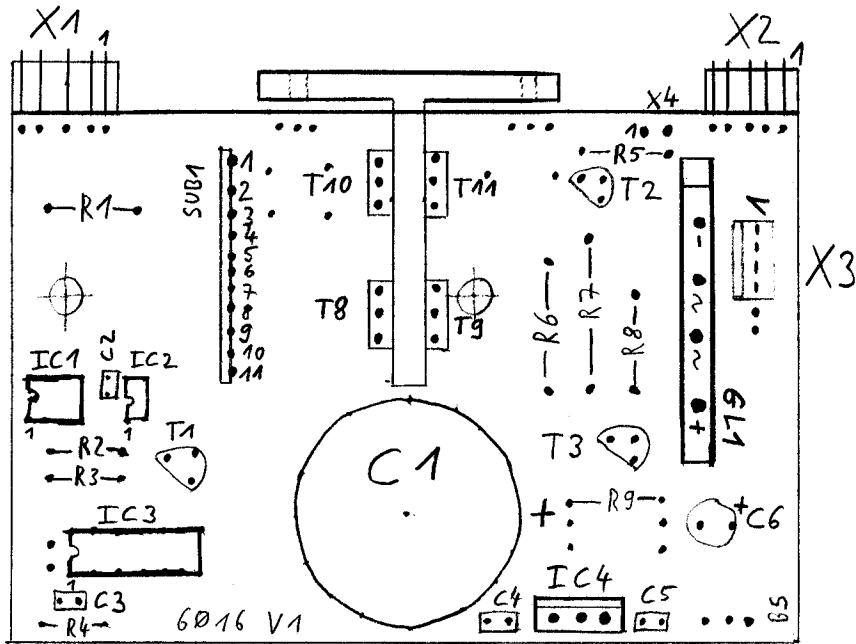 X1
1
X2
1
X4
1
R5
SUB1
1
2
3
4
5
6
7
8
9
10
11
T10
T11
T2
R1
1
X3
T8
T9
R6
R7
R8
-
~
~
+
GL1
IC1
C2
IC2
1
1
R2
T1
R3
C1
T3
+
R9
+
C6
IC3
1
C3
R4
6016 V1
C4
IC4
C5
B5